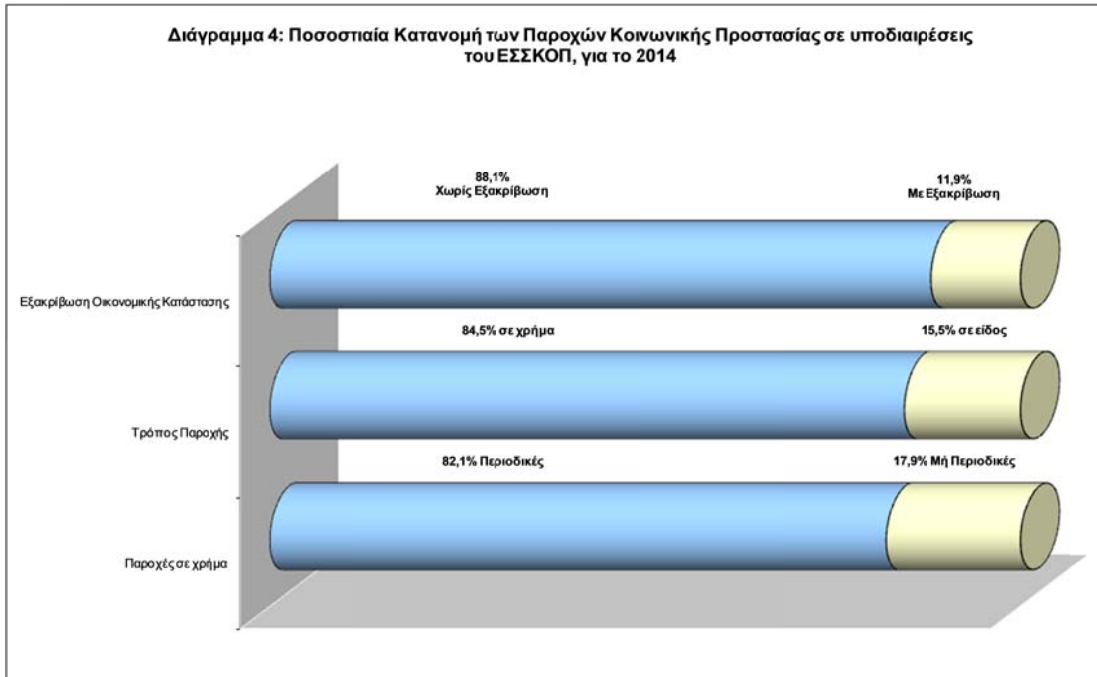 Διάγραμμα 4: Ποσοστιαία Κατανομή των Παροχών Κοινωνικής Προστασίας σε υποδιαιρέσεις
του ΕΣΣΚΟΠ, για το 2014
88,1%
Χωρίς Εξακρίβωση
11,9%
Με Εξακρίβωση
Εξακρίβωση Οικονομικής Κατάστασης
84,5% σε χρήμα
15,5% σε είδος
Τρόπος Παροχής
82,1% Περιοδικές
17,9% Μή Περιοδικές
Παροχές σε χρήμα